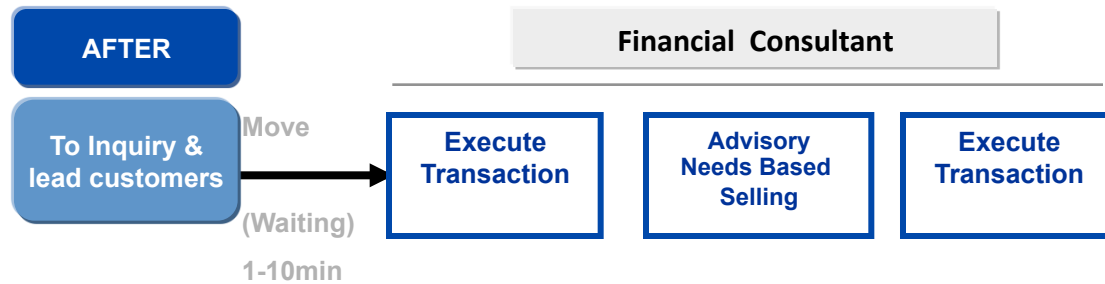 AFTER
Financial Consultant
To Inquiry &
lead customers
Move
(Waiting)
1-10min
Execute
Transaction
Advisory
Needs Based
Selling
Execute
Transaction